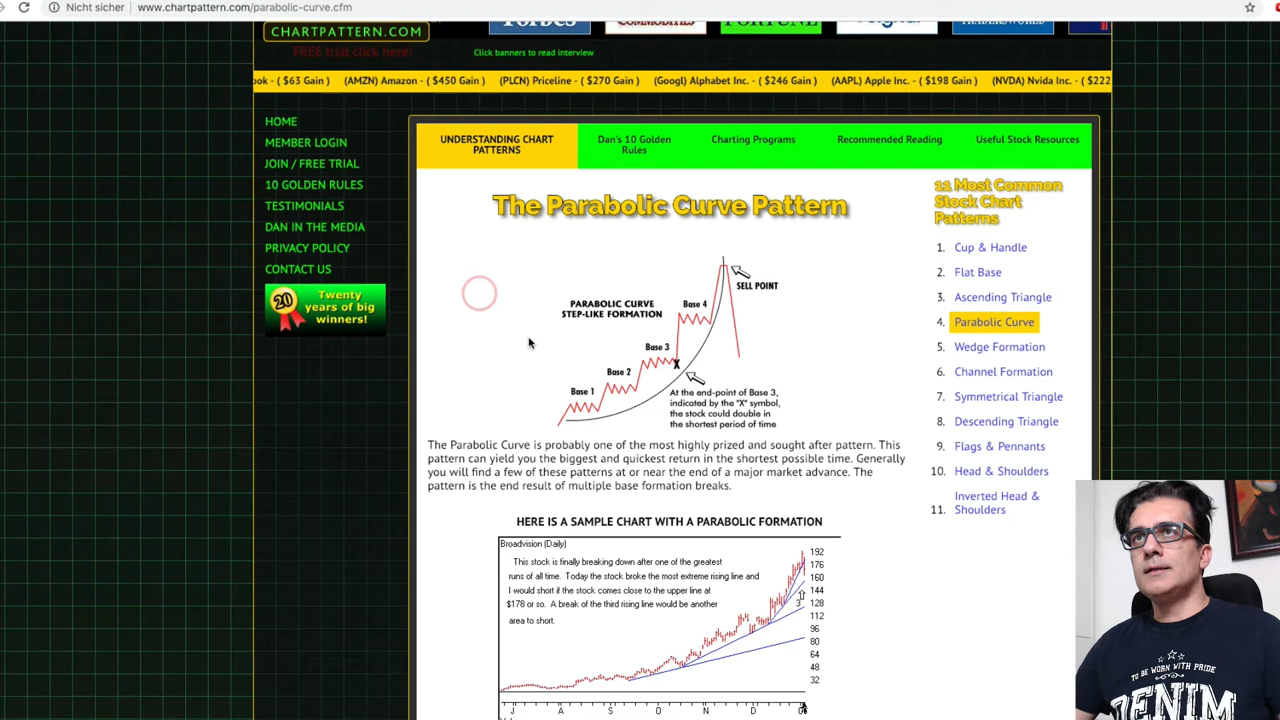 Nicht sicher
www.chartpattern.com/parabolic-curve.cfm
CHARTPATTERN.COM
FREE trial click here!
Forbes
COMMODITIES
FORTUNE
Click banners to read interview
ook - ( $63 Gain ) (AMZN) Amazon - ( $450 Gain ) (PLCN) Priceline - ( $270 Gain ) (Googl) Alphabet Inc. - ( $246 Gain ) (AAPL) Apple Inc. - ( $198 Gain ) (NVDA) Nvida Inc. - ( $222
HOME
MEMBER LOGIN
JOIN / FREE TRIAL
10 GOLDEN RULES
TESTIMONIALS
DAN IN THE MEDIA
PRIVACY POLICY
CONTACT US
20 Twenty
years of big
winners!
UNDERSTANDING CHART
PATTERNS
Dan's 10 Golden
Rules
Charting Programs
Recommended Reading
Useful Stock Resources
The Parabolic Curve Pattern
PARABOLIC CURVE
STEP-LIKE FORMATION
Base 1
Base 2
Base 3
Base 4
SELL POINT
X
At the end-point of Base 3,
indicated by the "X" symbol,
the stock could double in
the shortest period of time
The Parabolic Curve is probably one of the most highly prized and sought after pattern. This
pattern can yield you the biggest and quickest return in the shortest possible time. Generally
you will find a few of these patterns at or near the end of a major market advance. The
pattern is the end result of multiple base formation breaks.
HERE IS A SAMPLE CHART WITH A PARABOLIC FORMATION
Broadvision (Daily)
This stock is finally breaking down after one of the greatest
runs of all time. Today the stock broke the most extreme rising line and
I would short if the stock comes close to the upper line at
$178 or so. A break of the third rising line would be another
area to short.
3
192
176
160
144
128
112
96
80
64
48
32
J A S O N D
11 Most Common
Stock Chart
Patterns
1. Cup & Handle
2. Flat Base
3. Ascending Triangle
4. Parabolic Curve
5. Wedge Formation
6. Channel Formation
7. Symmetrical Triangle
8. Descending Triangle
9. Flags & Pennants
10. Head & Shoulders
11. Inverted Head &
Shoulders
TO BE WORN WITH PRIDE
DENIM